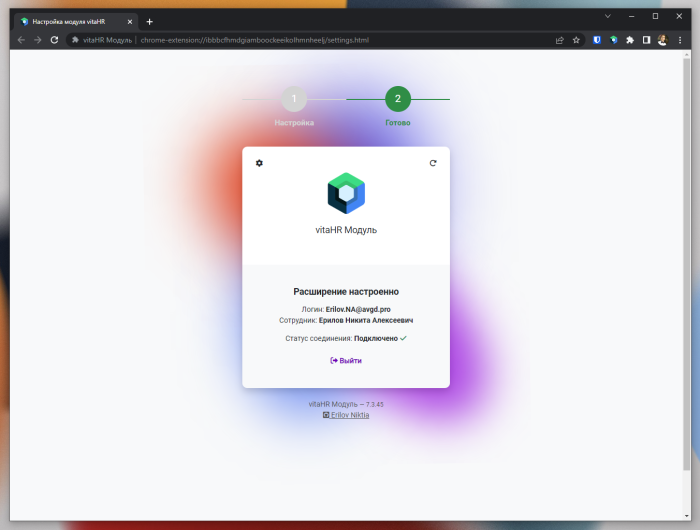 Настройка модуля vitaHR
vitaHR Модуль | chrome-extension://ibbbclhmdgiamboockeeikolhmnheelj/settings.html
1
2
Настройка
Готово
vitaHR Модуль
Расширение настроенно
Логин: Erilov.NA@avgd.pro
Сотрудник: Ерилов Никита Алексеевич
Статус соединения: Подключено
Выйти
vitaHR Модуль – 7.3.45
Erilov Niktia